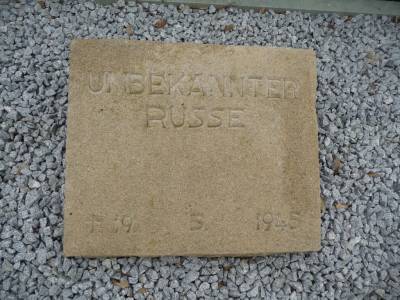 UNBEKANNTER
RUSSE
† 19. 5. 1945